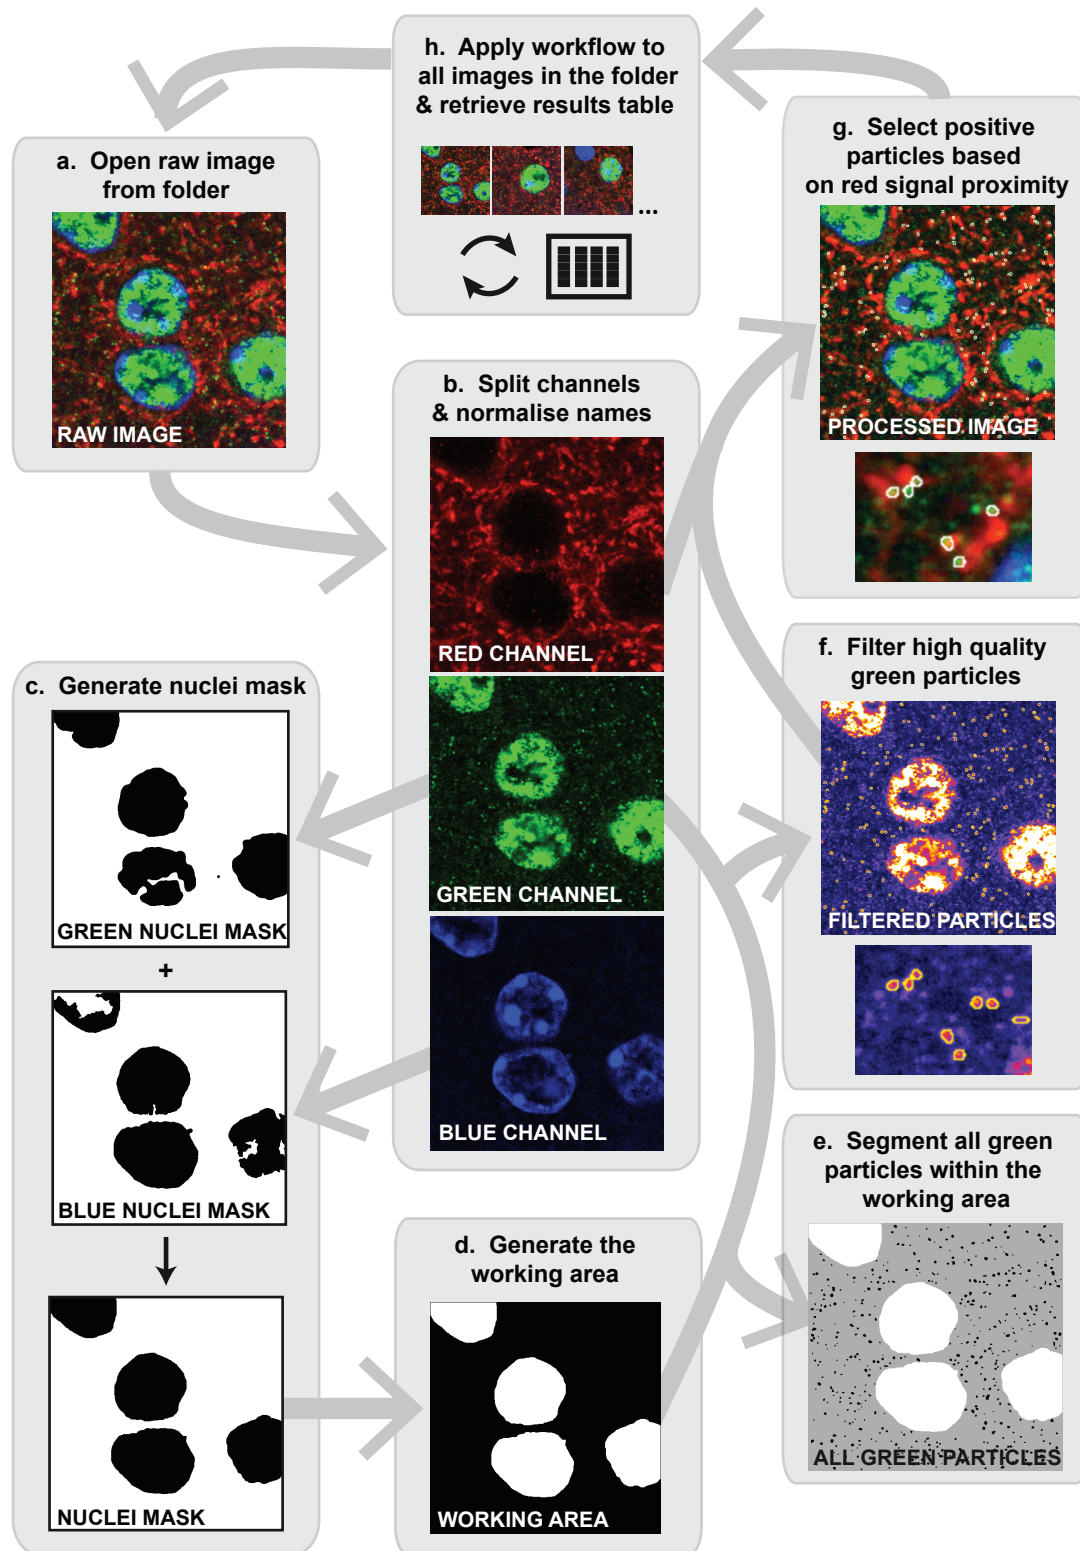 a. Open raw image
from folder
RAW IMAGE
b. Split channels
& normalise names
RED CHANNEL
GREEN CHANNEL
BLUE CHANNEL
c. Generate nuclei mask
GREEN NUCLEI MASK
+
BLUE NUCLEI MASK
NUCLEI MASK
d. Generate the
working area
WORKING AREA
e. Segment all green
particles within the
working area
ALL GREEN PARTICLES
f. Filter high quality
green particles
FILTERED PARTICLES
g. Select positive
particles based
on red signal proximity
PROCESSED IMAGE
h. Apply workflow to
all images in the folder
& retrieve results table
...